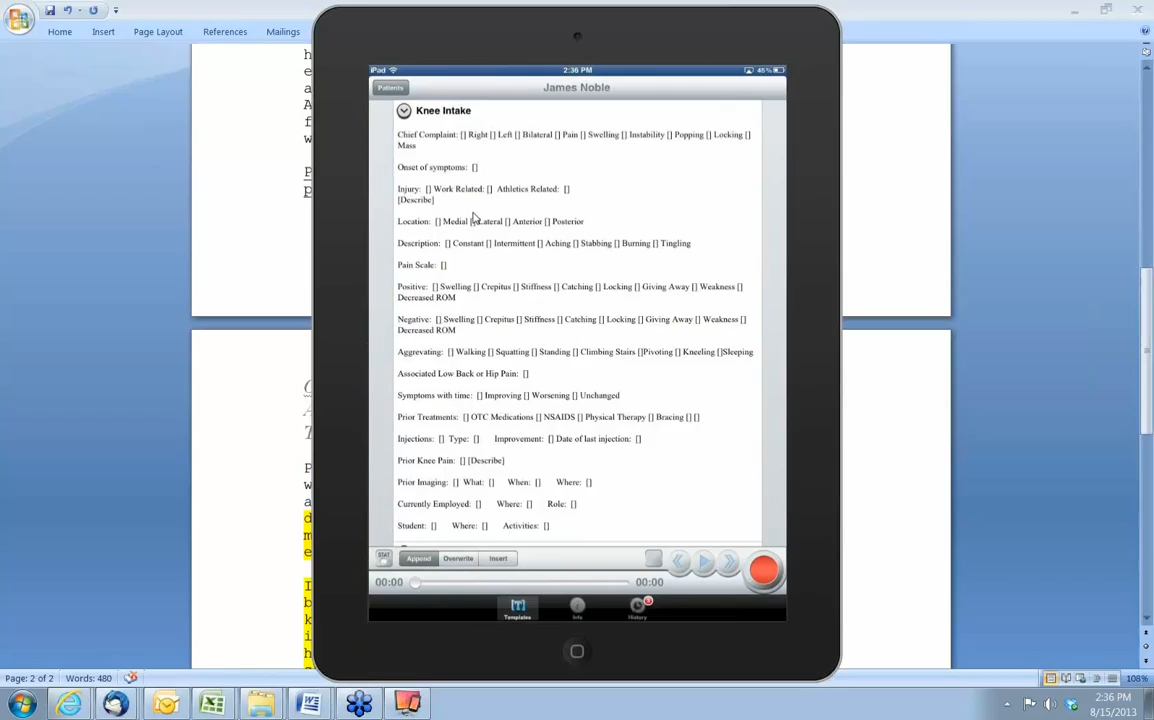 Home Insert Page Layout References Mailings
iPad 2:36 PM 45%
Patients James Noble
Knee Intake
Chief Complaint: [] Right [] Left [] Bilateral [] Pain [] Swelling [] Instability [] Popping [] Locking []
Mass
Onset of symptoms: []
Injury: [] Work Related: [] Athletics Related: []
[Describe]
Location: [] Medial [] Lateral [] Anterior [] Posterior
Description: [] Constant [] Intermittent [] Aching [] Stabbing [] Burning [] Tingling
Pain Scale: []
Positive: [] Swelling [] Crepitus [] Stiffness [] Catching [] Locking [] Giving Away [] Weakness []
Decreased ROM
Negative: [] Swelling [] Crepitus [] Stiffness [] Catching [] Locking [] Giving Away [] Weakness []
Decreased ROM
Aggrevating: [] Walking [] Squatting [] Standing [] Climbing Stairs []Pivoting [] Kneeling []Sleeping
Associated Low Back or Hip Pain: []
Symptoms with time: [] Improving [] Worsening [] Unchanged
Prior Treatments: [] OTC Medications [] NSAIDS [] Physical Therapy [] Bracing [] []
Injections: [] Type: [] Improvement: [] Date of last injection: []
Prior Knee Pain: [] [Describe]
Prior Imaging: [] What: [] When: [] Where: []
Currently Employed: [] Where: [] Role: []
Student: [] Where: [] Activities: []
STAT Append Overwrite Insert
00:00 00:00
Templates Info History
Page: 2 of 2 Words: 480 108%
2:36 PM
8/15/2013